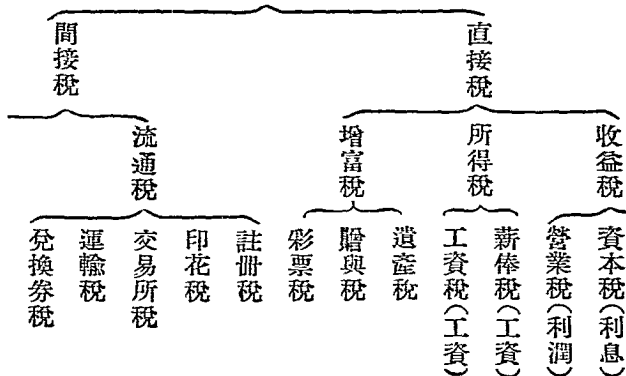 直接稅
收益稅
資本稅(利息)
營業稅(利潤)
所得稅
薪俸稅(工資)
工資稅(工資)
增富稅
遺產稅
贈與稅
彩票稅
間接稅
流通稅
註冊稅
印花稅
交易所稅
運輸稅
兌換券稅